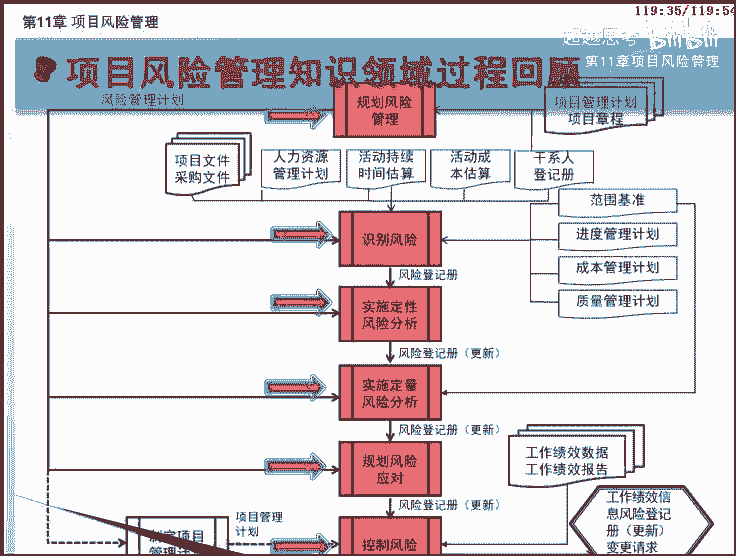 第11章 项目风险管理
119:35/119:54
超越思考
bilibili
第11章项目风险管理
项目风险管理知识领域过程回顾
风险管理计划
规划风险
管理
项目管理计划
项目章程
项目文件
采购文件
人力资源
管理计划
活动持续
时间估算
活动成
本估算
干系人
登记册
范围基准
识别风险
进度管理计划
风险登记册
成本管理计划
实施定性
风险分析
质量管理计划
风险登记册（更新）
实施定量
风险分析
风险登记册（更新）
规划风险
应对
工作绩效数据
工作绩效报告
风险登记册（更新）
工作绩效信
息风险登记
册（更新）
变更请求
项目管理
计划
制定项目
管理计划
控制风险